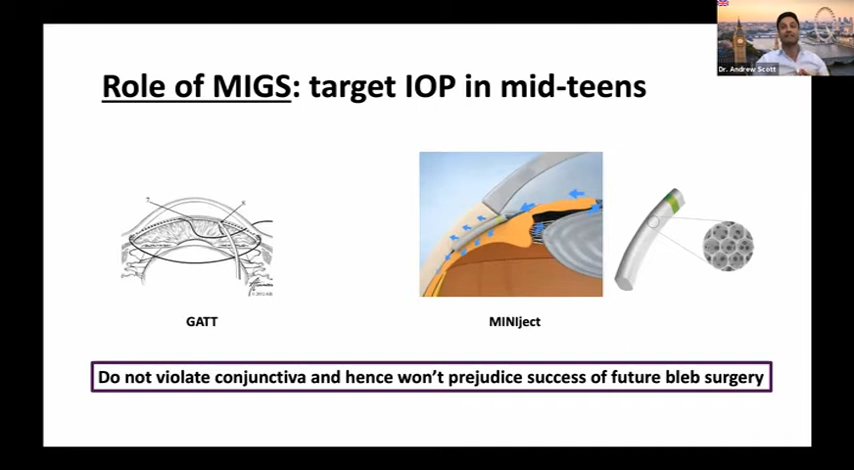 Dr. Andrew Scott
Role of MIGS: target IOP in mid-teens
GATT
MINIject
Do not violate conjunctiva and hence won't prejudice success of future bleb surgery